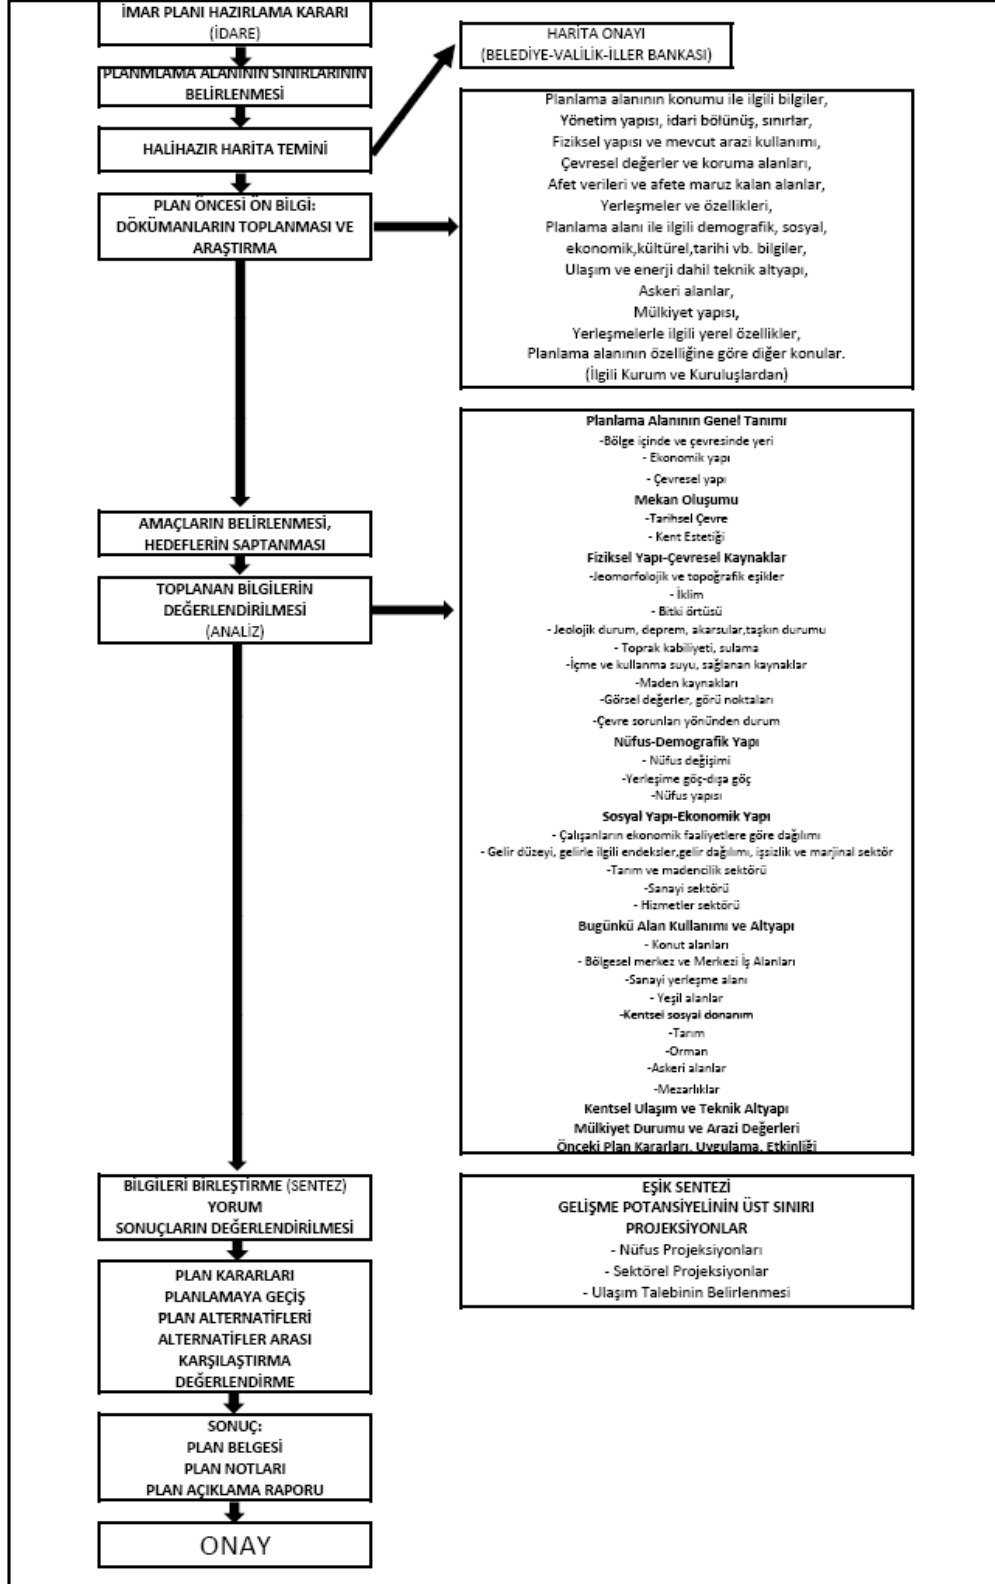 İMAR PLANI HAZIRLAMA KARARI
(İDARE)
PLANMLAMA ALANININ SINIRLARININ
BELİRLENMESİ
HALİHAZIR HARİTA TEMİNİ
PLAN ÖNCESİ ÖN BİLGİ:
DÖKÜMANLARIN TOPLANMASI VE
ARAŞTIRMA
HARİTA ONAYI
(BELEDİYE-VALİLİK-İLLER BANKASI)
Planlama alanının konumu ile ilgili bilgiler,
Yönetim yapısı, idari bölünüş, sınırlar,
Fiziksel yapısı ve mevcut arazi kullanımı,
Çevresel değerler ve koruma alanları,
Afet verileri ve afete maruz kalan alanlar,
Yerleşmeler ve özellikleri,
Planlama alanı ile ilgili demografik, sosyal,
ekonomik,kültürel,tarihi vb. bilgiler,
Ulaşım ve enerji dahil teknik altyapı,
Askeri alanlar,
Mülkiyet yapısı,
Yerleşmelerle ilgili yerel özellikler,
Planlama alanının özelliğine göre diğer konular.
(İlgili Kurum ve Kuruluşlardan)
AMAÇLARIN BELİRLENMESİ,
HEDEFLERİN SAPTANMASI
TOPLANAN BİLGİLERİN
DEĞERLENDİRİLMESİ
(ANALİZ)
Planlama Alanının Genel Tanımı
-Bölge içinde ve çevresinde yeri
- Ekonomik yapı
- Çevresel yapı
Mekan Oluşumu
-Tarihsel Çevre
- Kent Estetiği
Fiziksel Yapı-Çevresel Kaynaklar
-Jeomorfolojik ve topoğrafik eşikler
- İklim
- Bitki örtüsü
- Jeolojik durum, deprem, akarsular,taşkın durumu
- Toprak kabiliyeti, sulama
-İçme ve kullanma suyu, sağlanan kaynaklar
-Maden kaynakları
-Görsel değerler, görü noktaları
-Çevre sorunları yönünden durum
Nüfus-Demografik Yapı
- Nüfus değişimi
-Yerleşime göç-dışa göç
-Nüfus yapısı
Sosyal Yapı-Ekonomik Yapı
- Çalışanların ekonomik faaliyetlere göre dağılımı
- Gelir düzeyi, gelirle ilgili endeksler,gelir dağılımı, işsizlik ve marjinal sektör
-Tarım ve madencilik sektörü
-Sanayi sektörü
- Hizmetler sektörü
Bugünkü Alan Kullanımı ve Altyapı
- Konut alanları
- Bölgesel merkez ve Merkezi İş Alanları
-Sanayi yerleşme alanı
- Yeşil alanlar
-Kentsel sosyal donanım
-Tarım
-Orman
-Askeri alanlar
-Mezarlıklar
Kentsel Ulaşım ve Teknik Altyapı
Mülkiyet Durumu ve Arazi Değerleri
Önceki Plan Kararları, Uygulama, Etkinliği
BİLGİLERİ BİRLEŞTİRME (SENTEZ)
YORUM
SONUÇLARIN DEĞERLENDİRİLMESİ
EŞİK SENTEZİ
GELİŞME POTANSİYELİNİN ÜST SINIRI
PROJEKSİYONLAR
- Nüfus Projeksiyonları
- Sektörel Projeksiyonlar
- Ulaşım Talebinin Belirlenmesi
PLAN KARARLARI
PLANLAMAYA GEÇİŞ
PLAN ALTERNATİFLERİ
ALTERNATİFLER ARASI
KARŞILAŞTIRMA
DEĞERLENDİRME
SONUÇ:
PLAN BELGESİ
PLAN NOTLARI
PLAN AÇIKLAMA RAPORU
ONAY